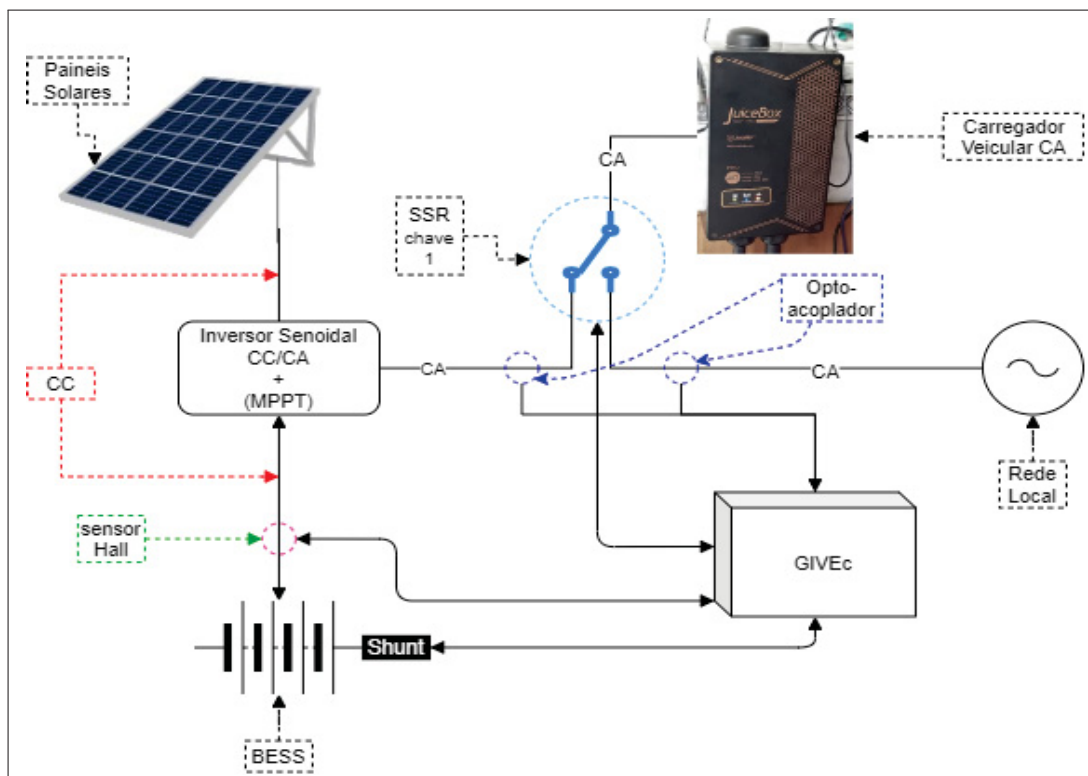 Paineis
Solares
JuiceBox
Carregador
Veicular CA
CA
SSR
chave
1
Opto-
acoplador
Inversor Senoidal
CC/CA
+
(MPPT)
CA
CA
CC
Rede
Local
sensor
Hall
GIVEc
Shunt
BESS